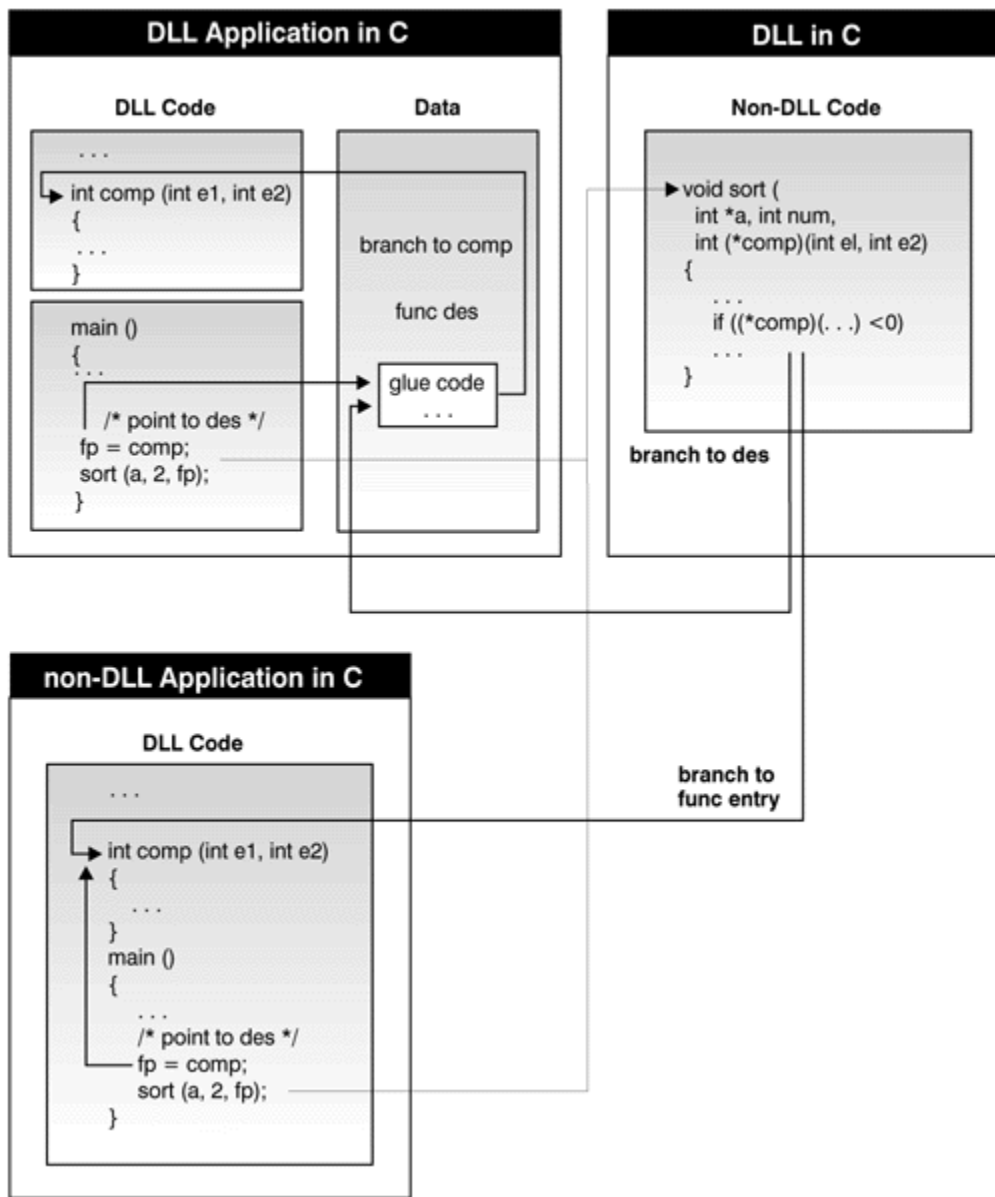 DLL Application in C
DLL Code
. . .
int comp (int e1, int e2)
{
. . .
}
main ()
{
. . .
/* point to des */
fp = comp;
sort (a, 2, fp);
}
Data
branch to comp
func des
glue code
. . .
DLL in C
Non-DLL Code
void sort (
int *a, int num,
int (*comp)(int el, int e2)
{
. . .
if ((*comp)(. . .) <0)
. . .
}
branch to des
non-DLL Application in C
DLL Code
. . .
int comp (int e1, int e2)
{
. . .
}
main ()
{
. . .
/* point to des */
fp = comp;
sort (a, 2, fp);
}
branch to
func entry